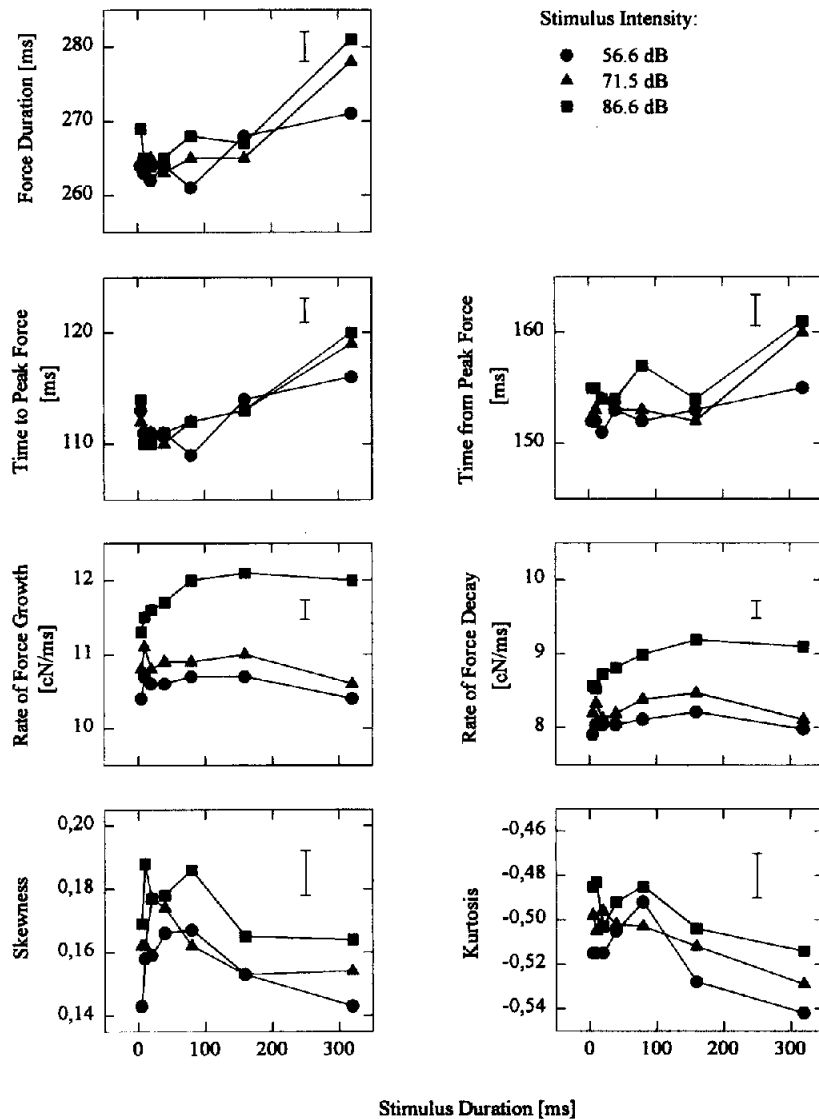 Stimulus Intensity:
56.6 dB
71.5 dB
86.6 dB
Force Duration [ms]
280
270
260
Time to Peak Force
[ms]
120
110
Time from Peak Force
[ms]
160
150
Rate of Force Growth
[cN/ms]
12
11
10
Rate of Force Decay
[cN/ms]
10
9
8
Skewness
0,20
0,18
0,16
0,14
0 100 200 300
Kurtosis
-0,46
-0,48
-0,50
-0,52
-0,54
0 100 200 300
Stimulus Duration [ms]